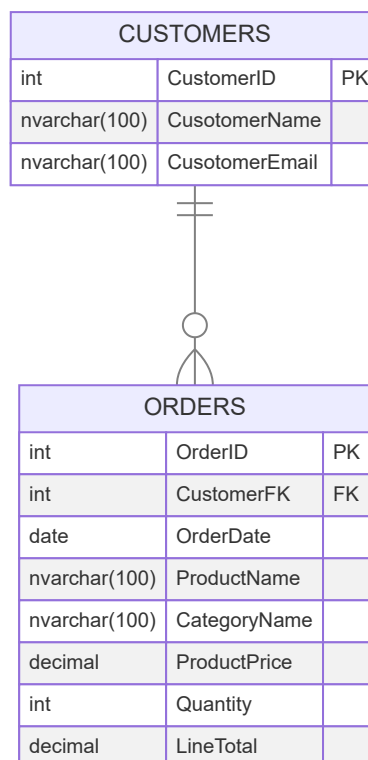 CUSTOMERS
int CustomerID PK
nvarchar(100) CusotomerName
nvarchar(100) CusotomerEmail
ORDERS
int OrderID PK
int CustomerFK FK
date OrderDate
nvarchar(100) ProductName
nvarchar(100) CategoryName
decimal ProductPrice
int Quantity
decimal LineTotal